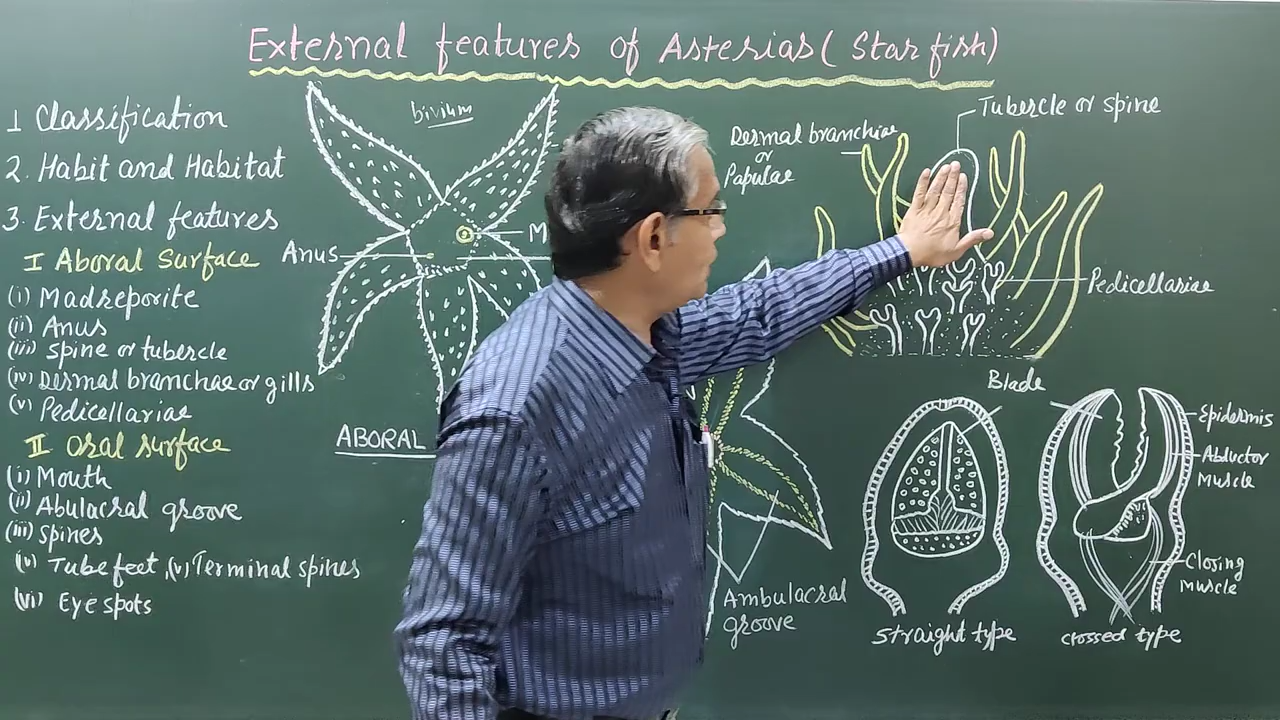 External features of Asterias (Starfish)
1 Classification
2. Habit and Habitat
3. External features
I Aboral Surface
(i) Madreporite
(ii) Anus
(iii) Spine or tubercle
(iv) Dermal branchae or gills
(v) Pedicellariae
II Oral surface
(i) Mouth
(ii) Abulacral groove
(iii) Spines
(iv) Tube feet, (v) Terminal spines
(vi) Eye spots
bivium
Anus
M
ABORAL
Ambulacral
groove
Dermal branchiae
or
Papulae
Tubercle or spine
Pedicellariae
Blade
Epidermis
Abductor
Muscle
Closing
muscle
Straight type
Crossed type